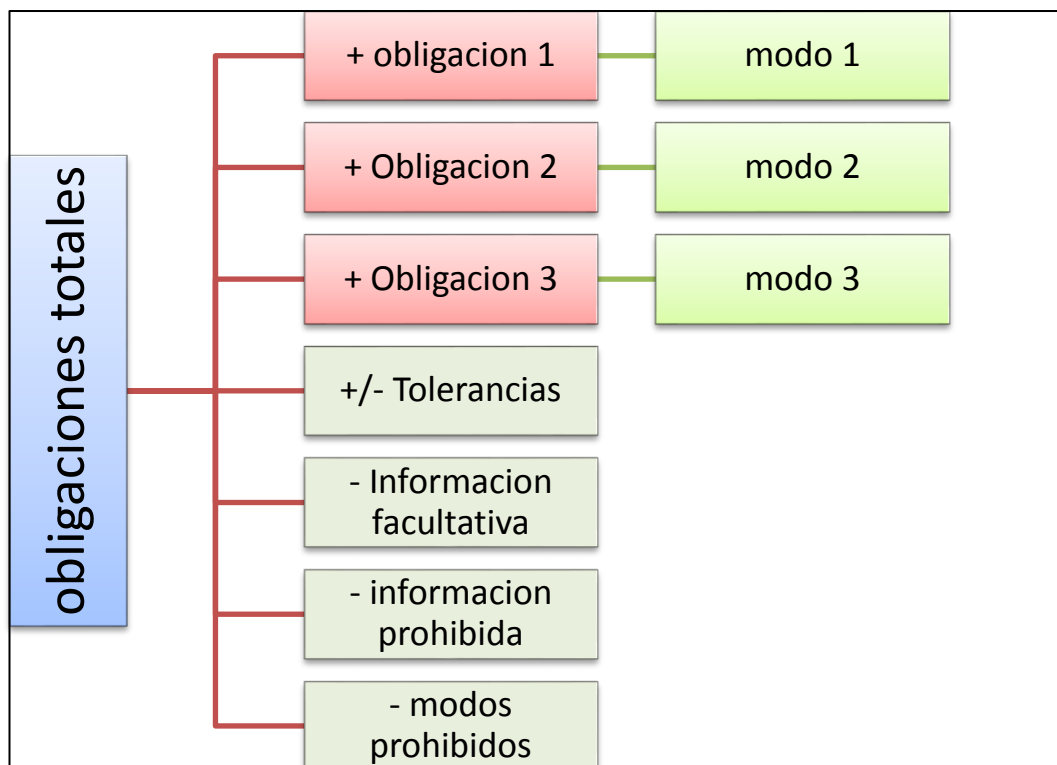 obligaciones totales
+ obligacion 1
modo 1
+ Obligacion 2
modo 2
+ Obligacion 3
modo 3
+/- Tolerancias
- Informacion
facultativa
- informacion
prohibida
- modos
prohibidos